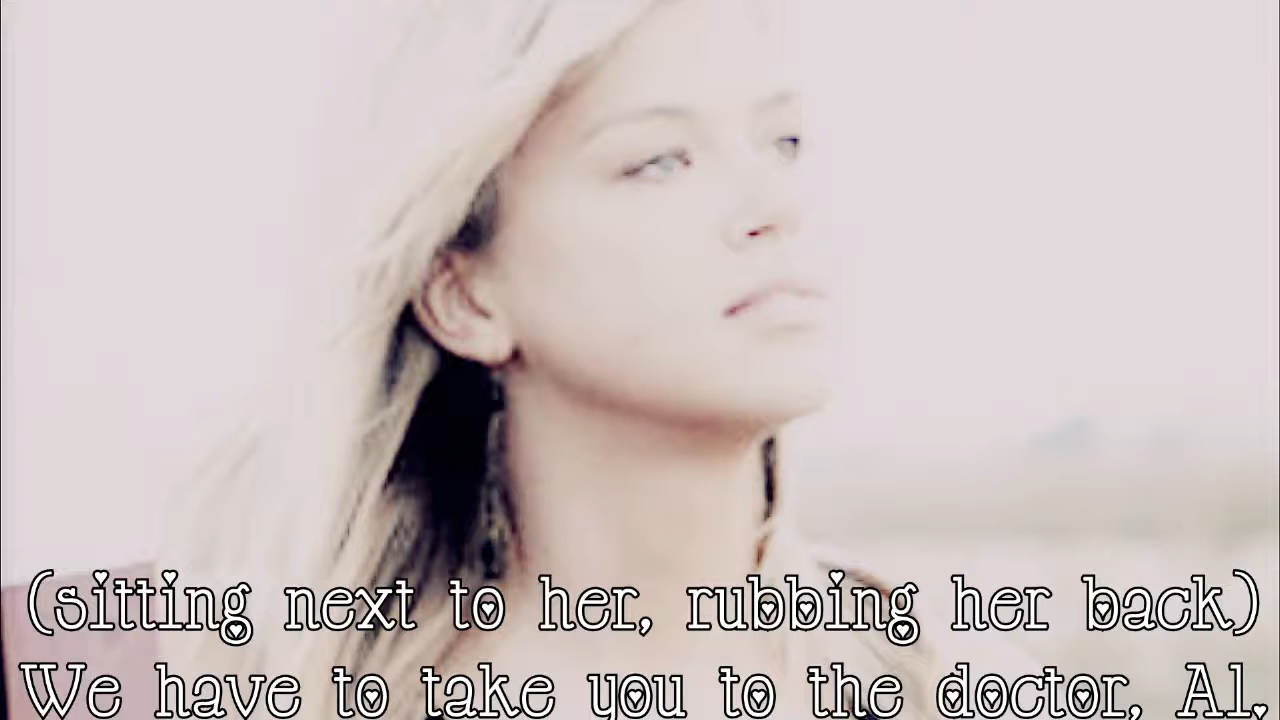 (sitting next to her, rubbing her back)
We have to take you to the doctor, Al.